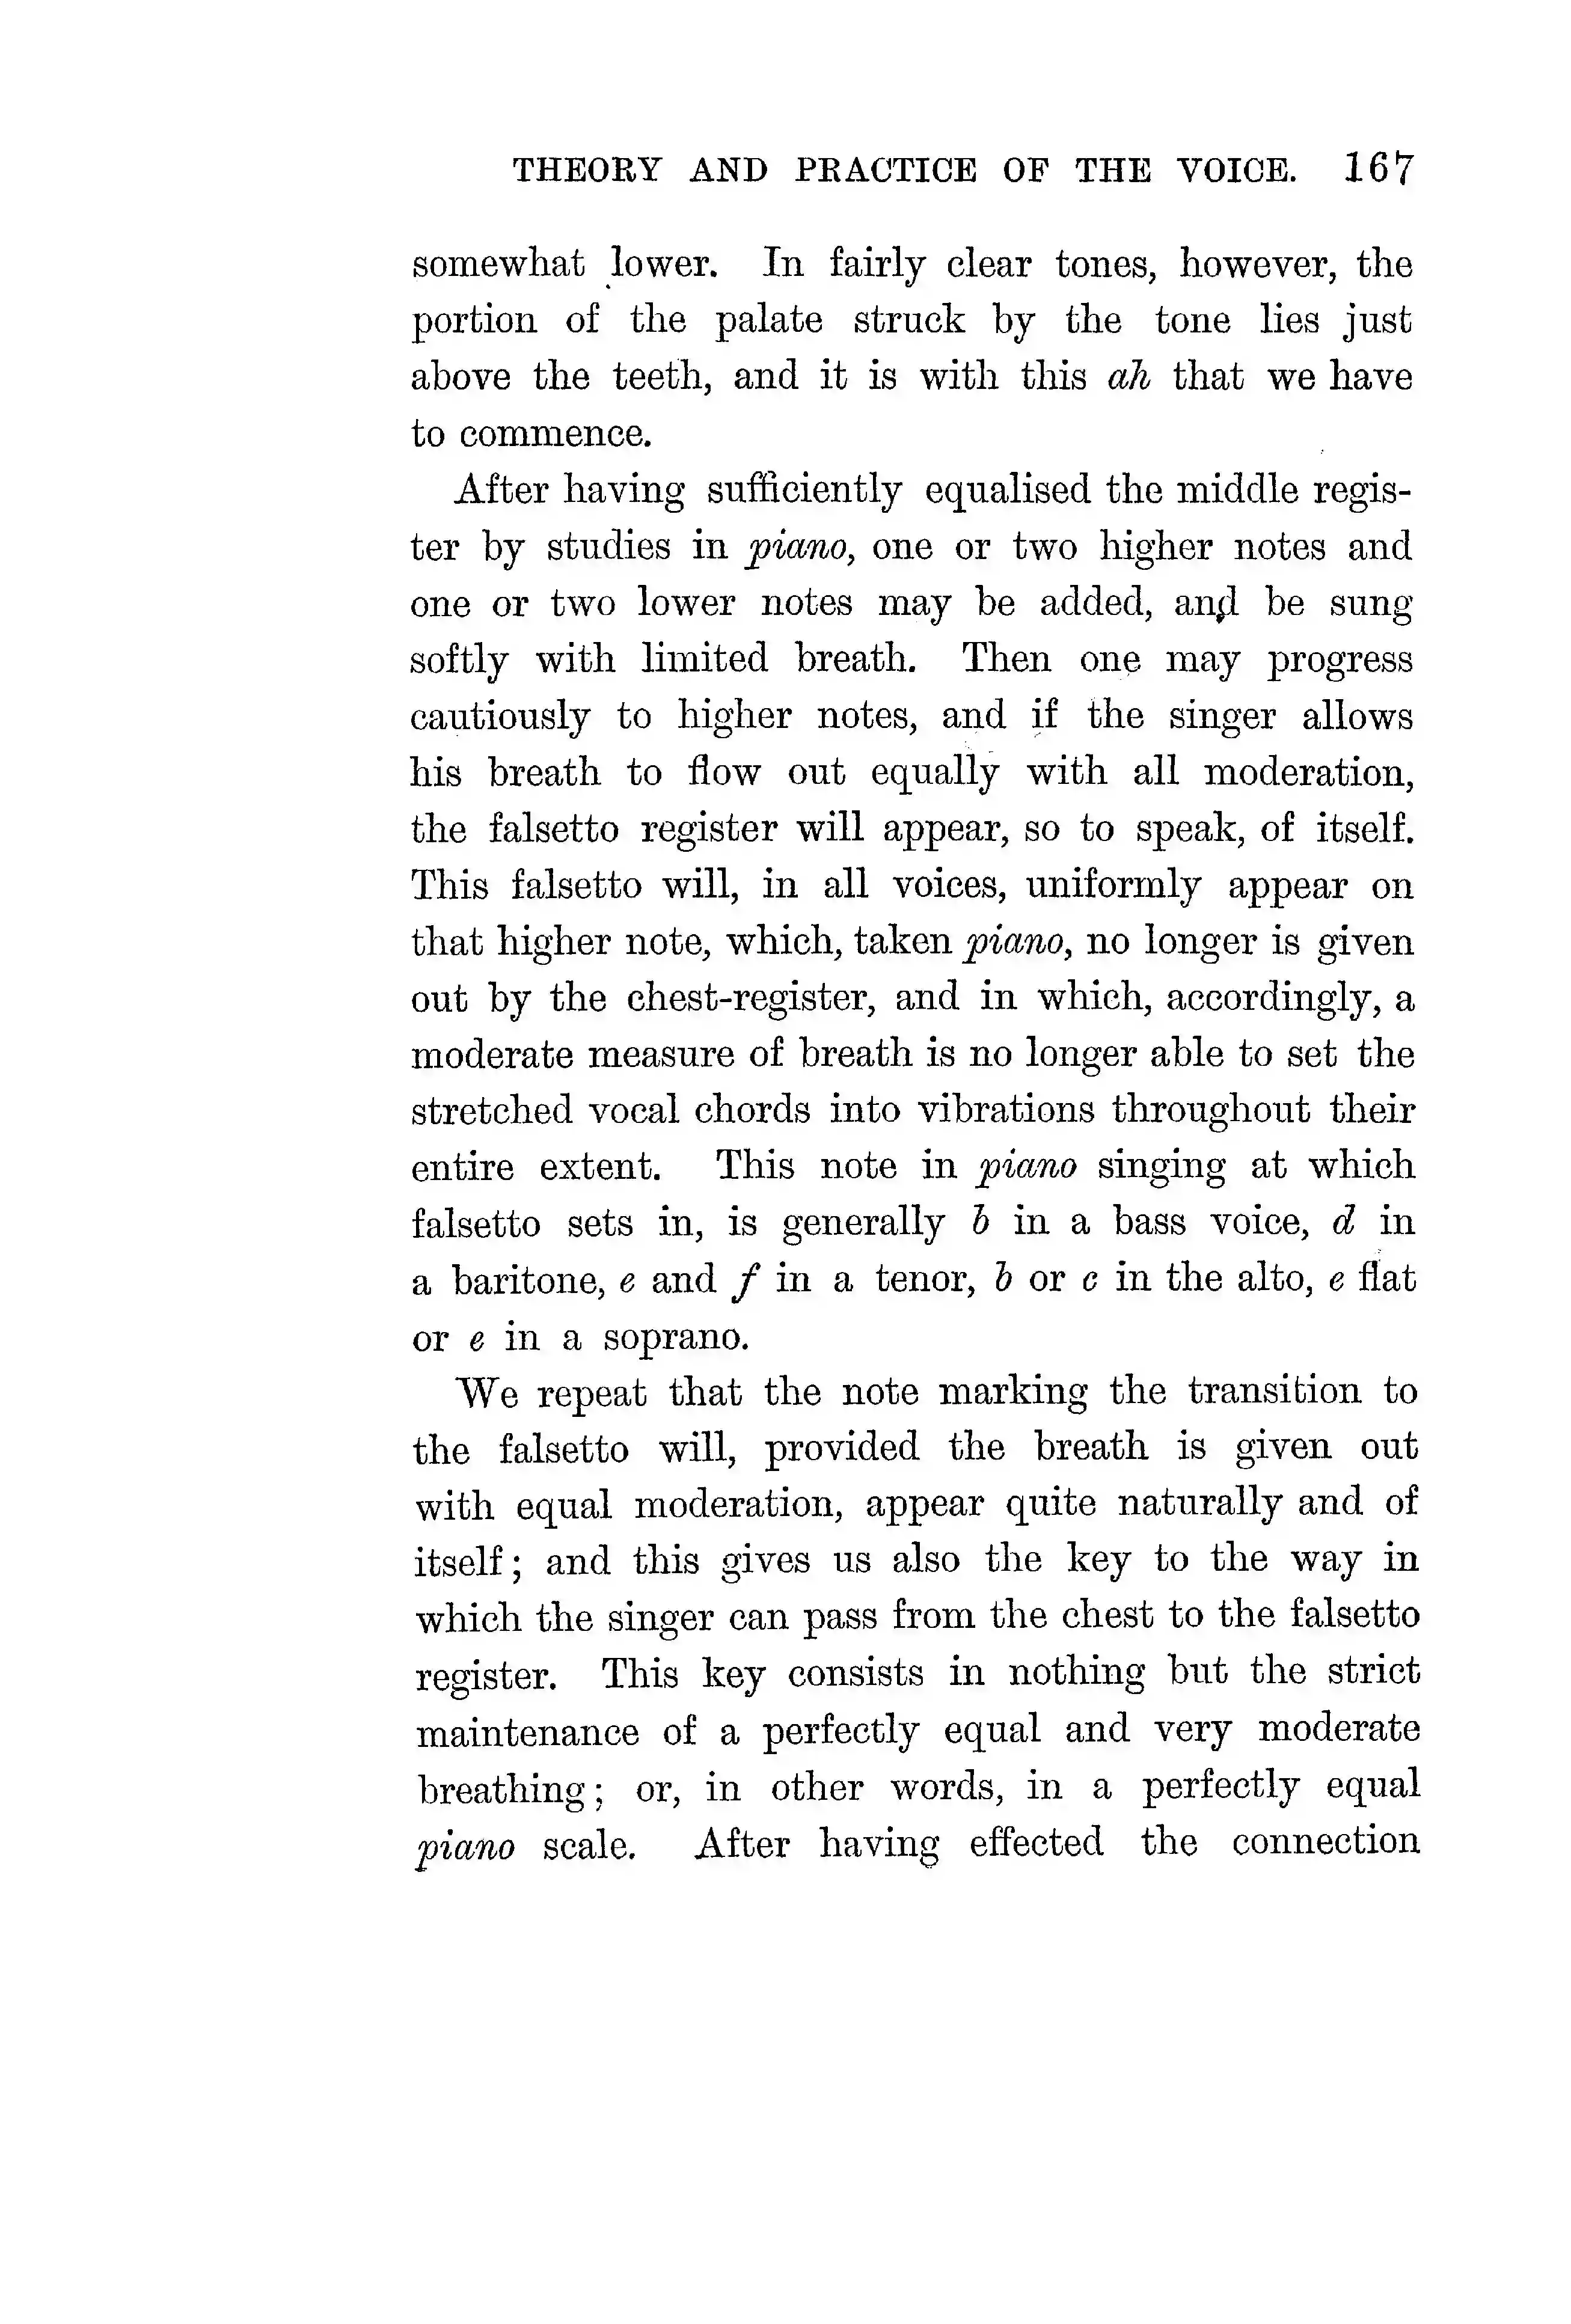 THEORY AND PRACTICE OF THE VOICE. 167
somewhat lower. In fairly clear tones, however, the
portion of the palate struck by the tone lies just
above the teeth, and it is with this ah that we have
to commence.
After having sufficiently equalised the middle regis-
ter by studies in piano, one or two higher notes and
one or two lower notes may be added, and be sung
softly with limited breath. Then one may progress
cautiously to higher notes, and if the singer allows
his breath to flow out equally with all moderation,
the falsetto register will appear, so to speak, of itself.
This falsetto will, in all voices, uniformly appear on
that higher note, which, taken piano, no longer is given
out by the chest-register, and in which, accordingly, a
moderate measure of breath is no longer able to set the
stretched vocal chords into vibrations throughout their
entire extent. This note in piano singing at which
falsetto sets in, is generally b in a bass voice, d in
a baritone, e and f in a tenor, b or c in the alto, e flat
or e in a soprano.
We repeat that the note marking the transition to
the falsetto will, provided the breath is given out
with equal moderation, appear quite naturally and of
itself; and this gives us also the key to the way in
which the singer can pass from the chest to the falsetto
register. This key consists in nothing but the strict
maintenance of a perfectly equal and very moderate
breathing; or, in other words, in a perfectly equal
piano scale. After having effected the connection